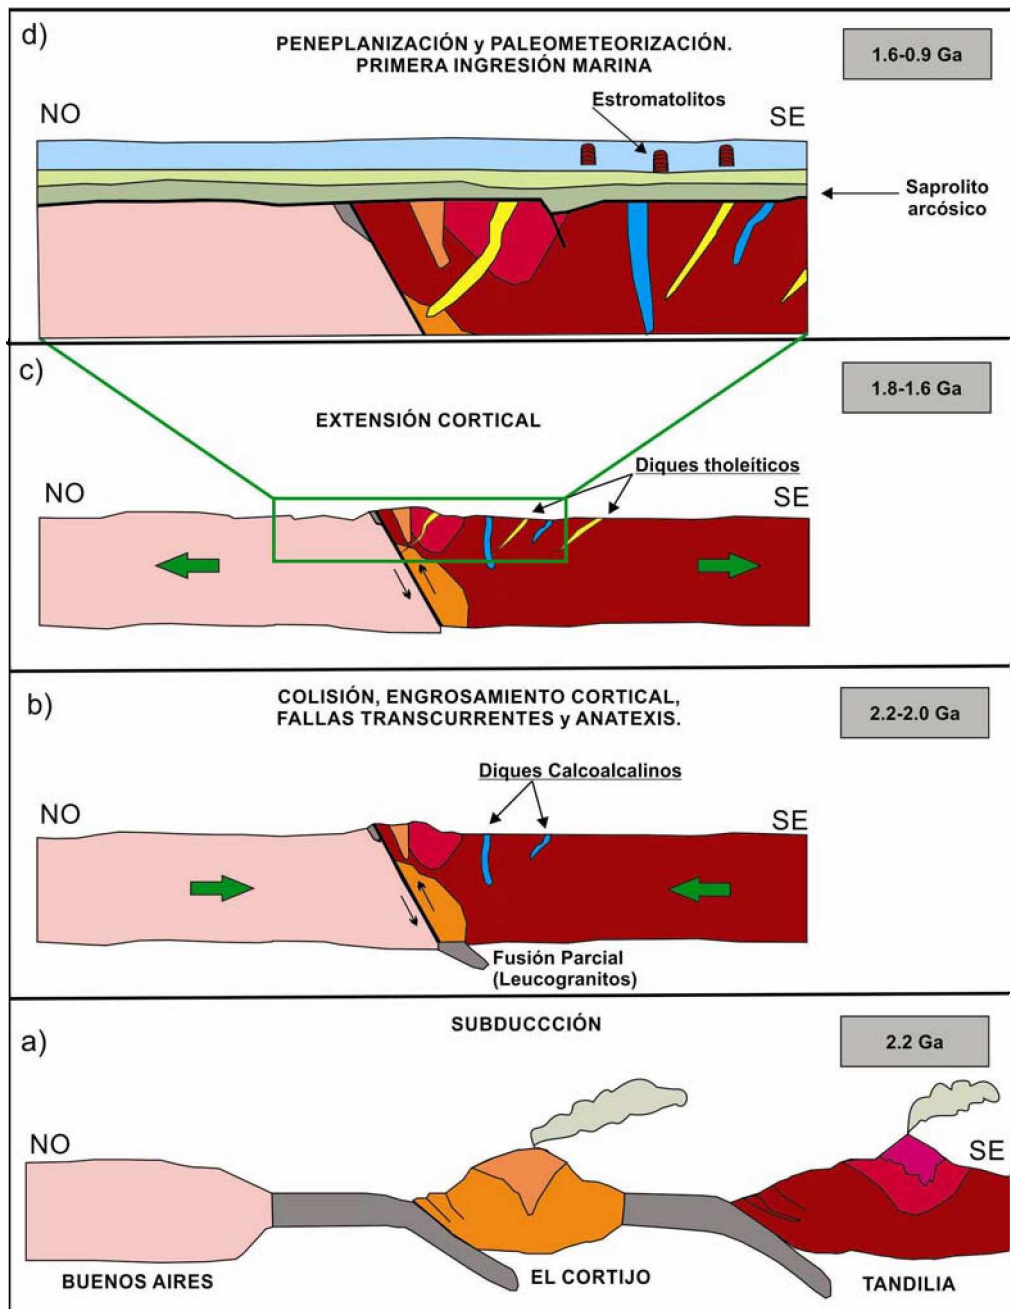 d)
PENEPLANIZACIÓN y PALEOMETEORIZACIÓN.
PRIMERA INGRESIÓN MARINA
1.6-0.9 Ga
NO
Estromatolitos
SE
Saprolito
arcósico
c)
1.8-1.6 Ga
EXTENSIÓN CORTICAL
Diques tholeíticos
NO
SE
b)
COLISIÓN, ENGROSAMIENTO CORTICAL,
FALLAS TRANSCURRENTES y ANATEXIS.
2.2-2.0 Ga
Diques Calcoalcalinos
NO
SE
Fusión Parcial
(Leucogranitos)
a)
SUBDUCCCIÓN
2.2 Ga
NO
SE
BUENOS AIRES
EL CORTIJO
TANDILIA